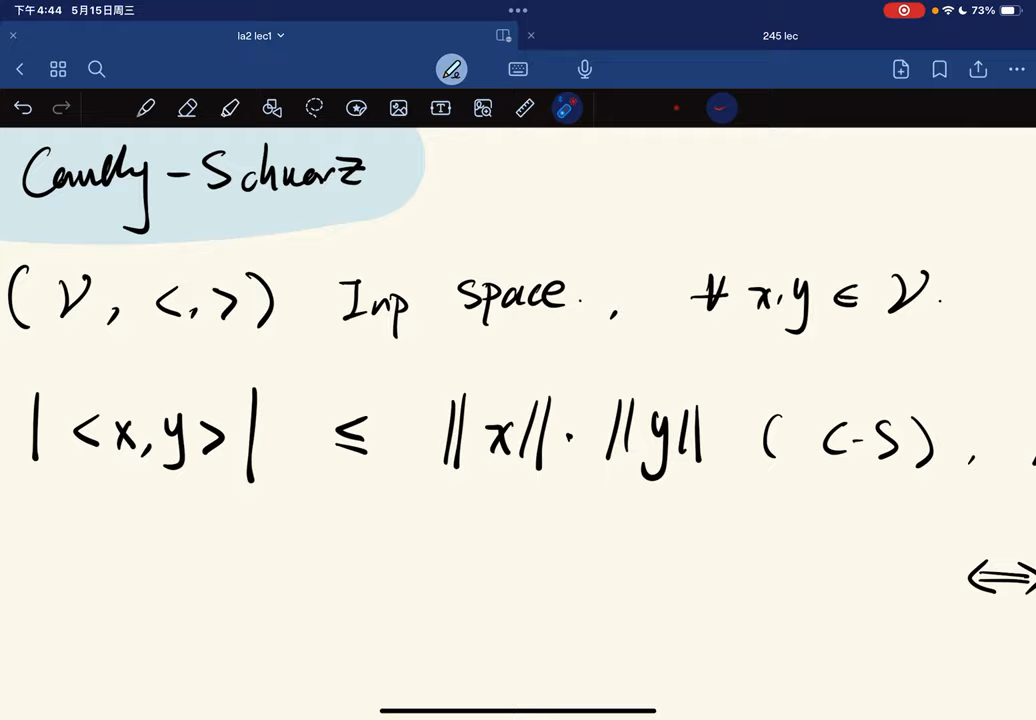 下午4:44 5月15日周三
73%
la2 lec1
245 lec
Cauchy - Schwarz
( V, <,>) Inp space. , ∀ x, y ∈ V.
| <x, y> | ≤ ||x|| · ||y|| ( C-S ) ,
⟺